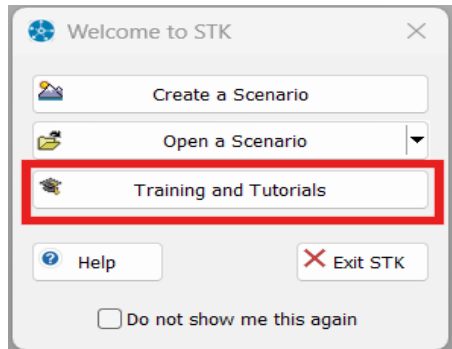 Welcome to STK
Create a Scenario
Open a Scenario
Training and Tutorials
Help
Exit STK
Do not show me this again